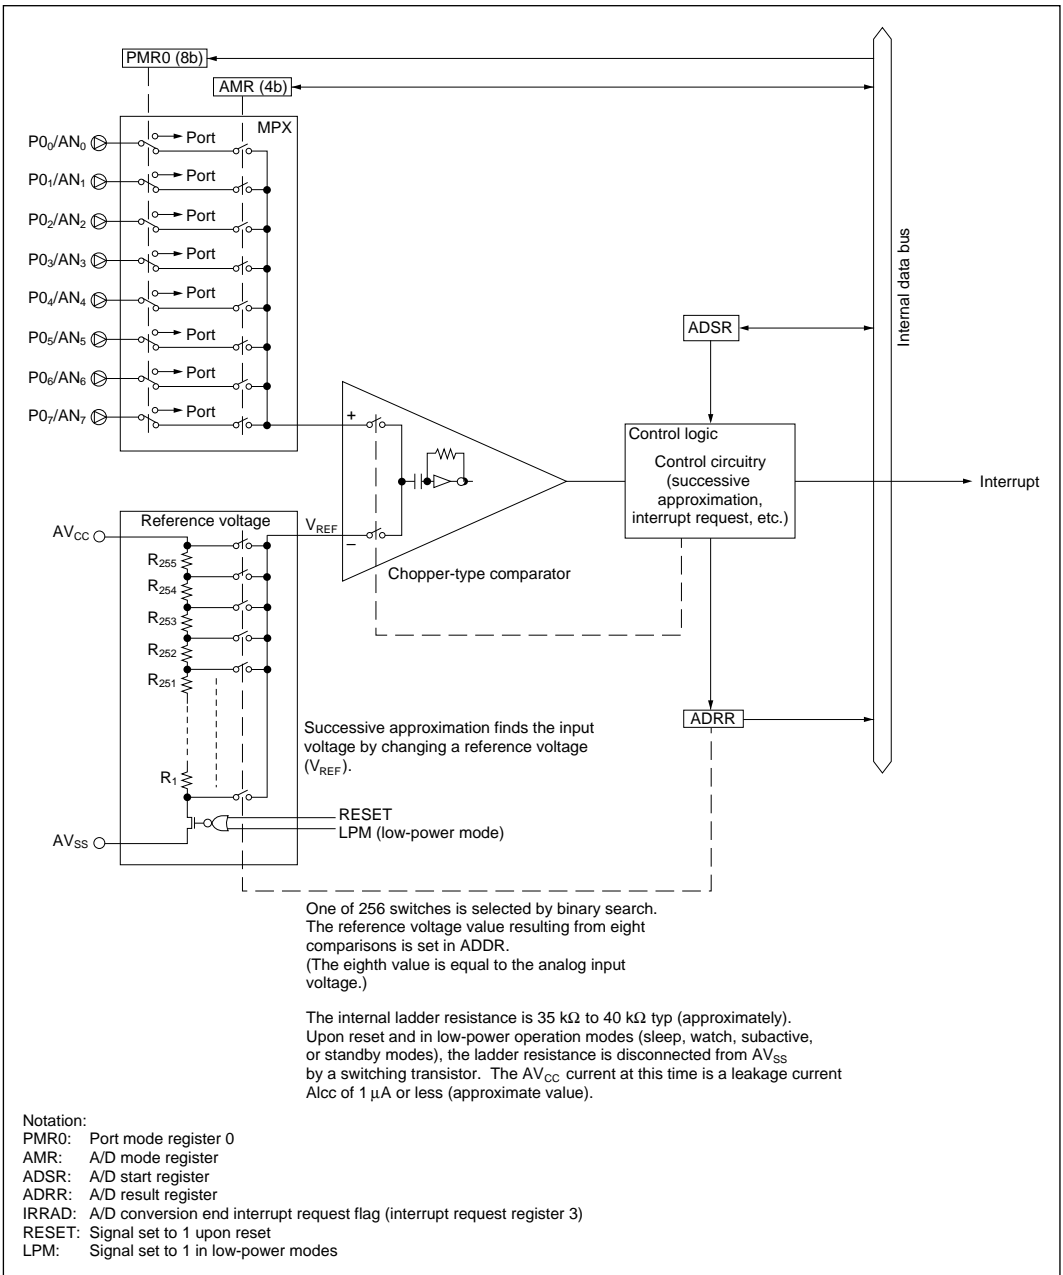 PMR0 (8b)
AMR (4b)
MPX
P0₀/AN₀ Port
P0₁/AN₁ Port
P0₂/AN₂ Port
P0₃/AN₃ Port
P0₄/AN₄ Port
P0₅/AN₅ Port
P0₆/AN₆ Port
P0₇/AN₇ Port
Internal data bus
ADSR
+
–
Control logic
Control circuitry
(successive
approximation,
interrupt request, etc.)
Interrupt
Reference voltage
AV_CC
V_REF
Chopper-type comparator
R₂₅₅
R₂₅₄
R₂₅₃
R₂₅₂
R₂₅₁
R₁
ADRR
Successive approximation finds the input
voltage by changing a reference voltage
(V_REF).
RESET
LPM (low-power mode)
AV_SS
One of 256 switches is selected by binary search.
The reference voltage value resulting from eight
comparisons is set in ADDR.
(The eighth value is equal to the analog input
voltage.)
The internal ladder resistance is 35 kΩ to 40 kΩ typ (approximately).
Upon reset and in low-power operation modes (sleep, watch, subactive,
or standby modes), the ladder resistance is disconnected from AV_SS
by a switching transistor. The AV_CC current at this time is a leakage current
AIcc of 1 μA or less (approximate value).
Notation:
PMR0: Port mode register 0
AMR: A/D mode register
ADSR: A/D start register
ADRR: A/D result register
IRRAD: A/D conversion end interrupt request flag (interrupt request register 3)
RESET: Signal set to 1 upon reset
LPM: Signal set to 1 in low-power modes